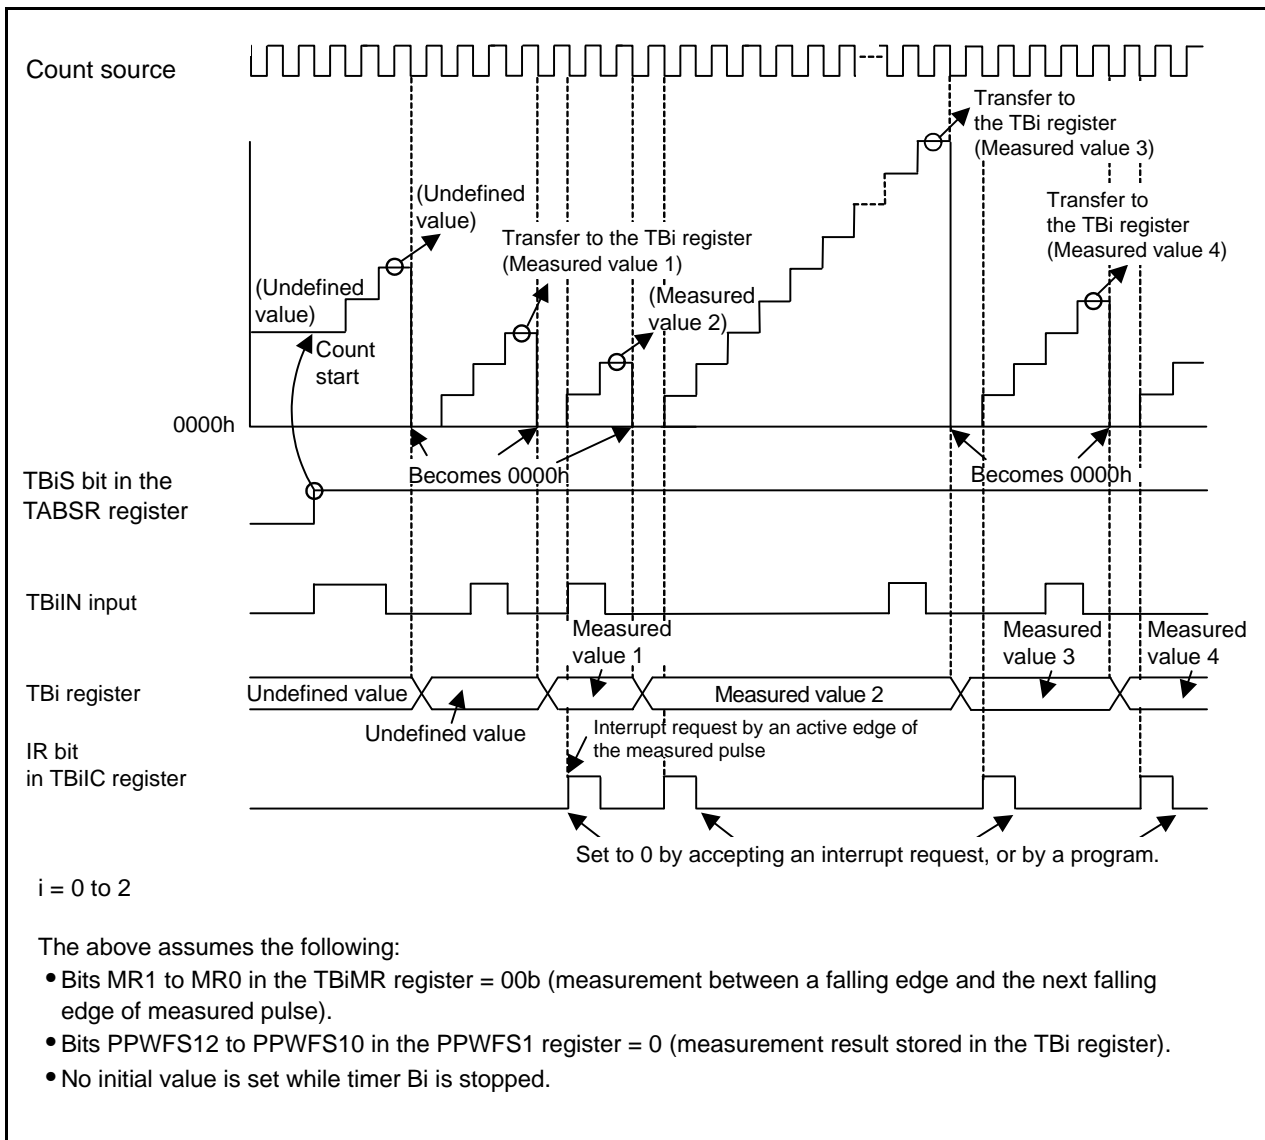 Count source
Transfer to
the TBi register
(Measured value 3)
(Undefined
value)
Transfer to the TBi register
(Measured value 1)
Transfer to
the TBi register
(Measured value 4)
(Undefined
value)
(Measured
value 2)
Count
start
0000h
Becomes 0000h
Becomes 0000h
TBiS bit in the
TABSR register
TBiIN input
Measured
value 1
Measured
value 3
Measured
value 4
TBi register
Undefined value
Measured value 2
Undefined value
Interrupt request by an active edge of
the measured pulse
IR bit
in TBiIC register
Set to 0 by accepting an interrupt request, or by a program.
i = 0 to 2
The above assumes the following:
• Bits MR1 to MR0 in the TBiMR register = 00b (measurement between a falling edge and the next falling
edge of measured pulse).
• Bits PPWFS12 to PPWFS10 in the PPWFS1 register = 0 (measurement result stored in the TBi register).
• No initial value is set while timer Bi is stopped.